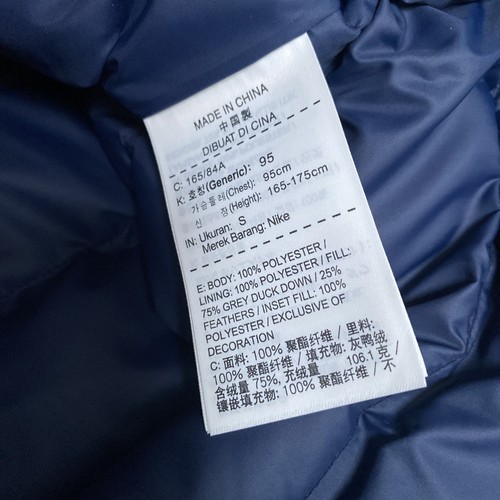 MADE IN CHINA
中國製
DIBUAT DI CINA
C: 165/84A
K: 호칭(Generic): 95
가슴둘레(Chest): 95cm
신 장(Height): 165-175cm
IN: Ukuran: S
Merek Barang: Nike
E: BODY: 100% POLYESTER /
LINING: 100% POLYESTER / FILL:
75% GREY DUCK DOWN / 25%
FEATHERS / INSET FILL: 100%
POLYESTER / EXCLUSIVE OF
DECORATION
C: 面料: 100% 聚酯纤维 / 里料:
100% 聚酯纤维 / 填充物: 灰鸭绒
含绒量 75%, 充绒量 106.1克 /
镶嵌填充物: 100% 聚酯纤维 / 不